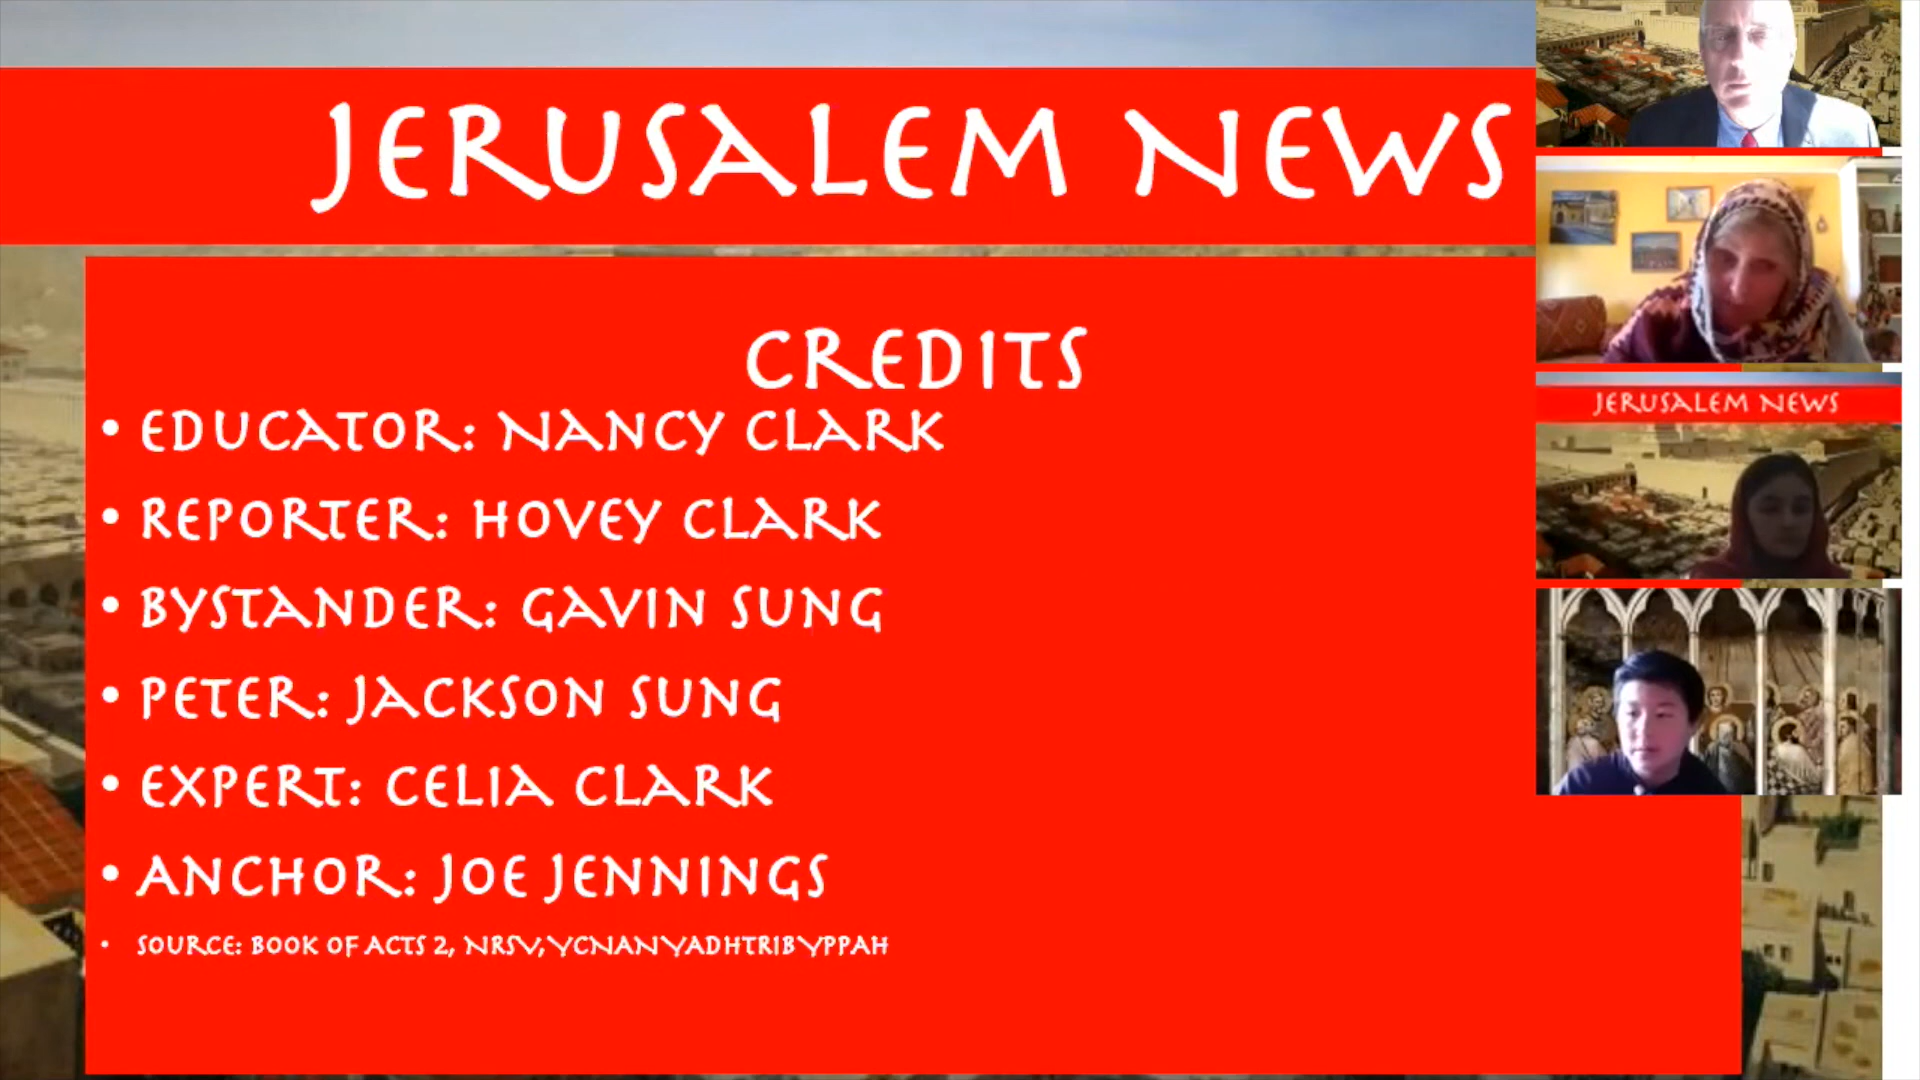 JERUSALEM NEWS
CREDITS
• EDUCATOR: NANCY CLARK
• REPORTER: HOVEY CLARK
• BYSTANDER: GAVIN SUNG
• PETER: JACKSON SUNG
• EXPERT: CELIA CLARK
• ANCHOR: JOE JENNINGS
• SOURCE: BOOK OF ACTS 2, NRSV, YCNANYADHTRIBYPPAH
JERUSALEM NEWS